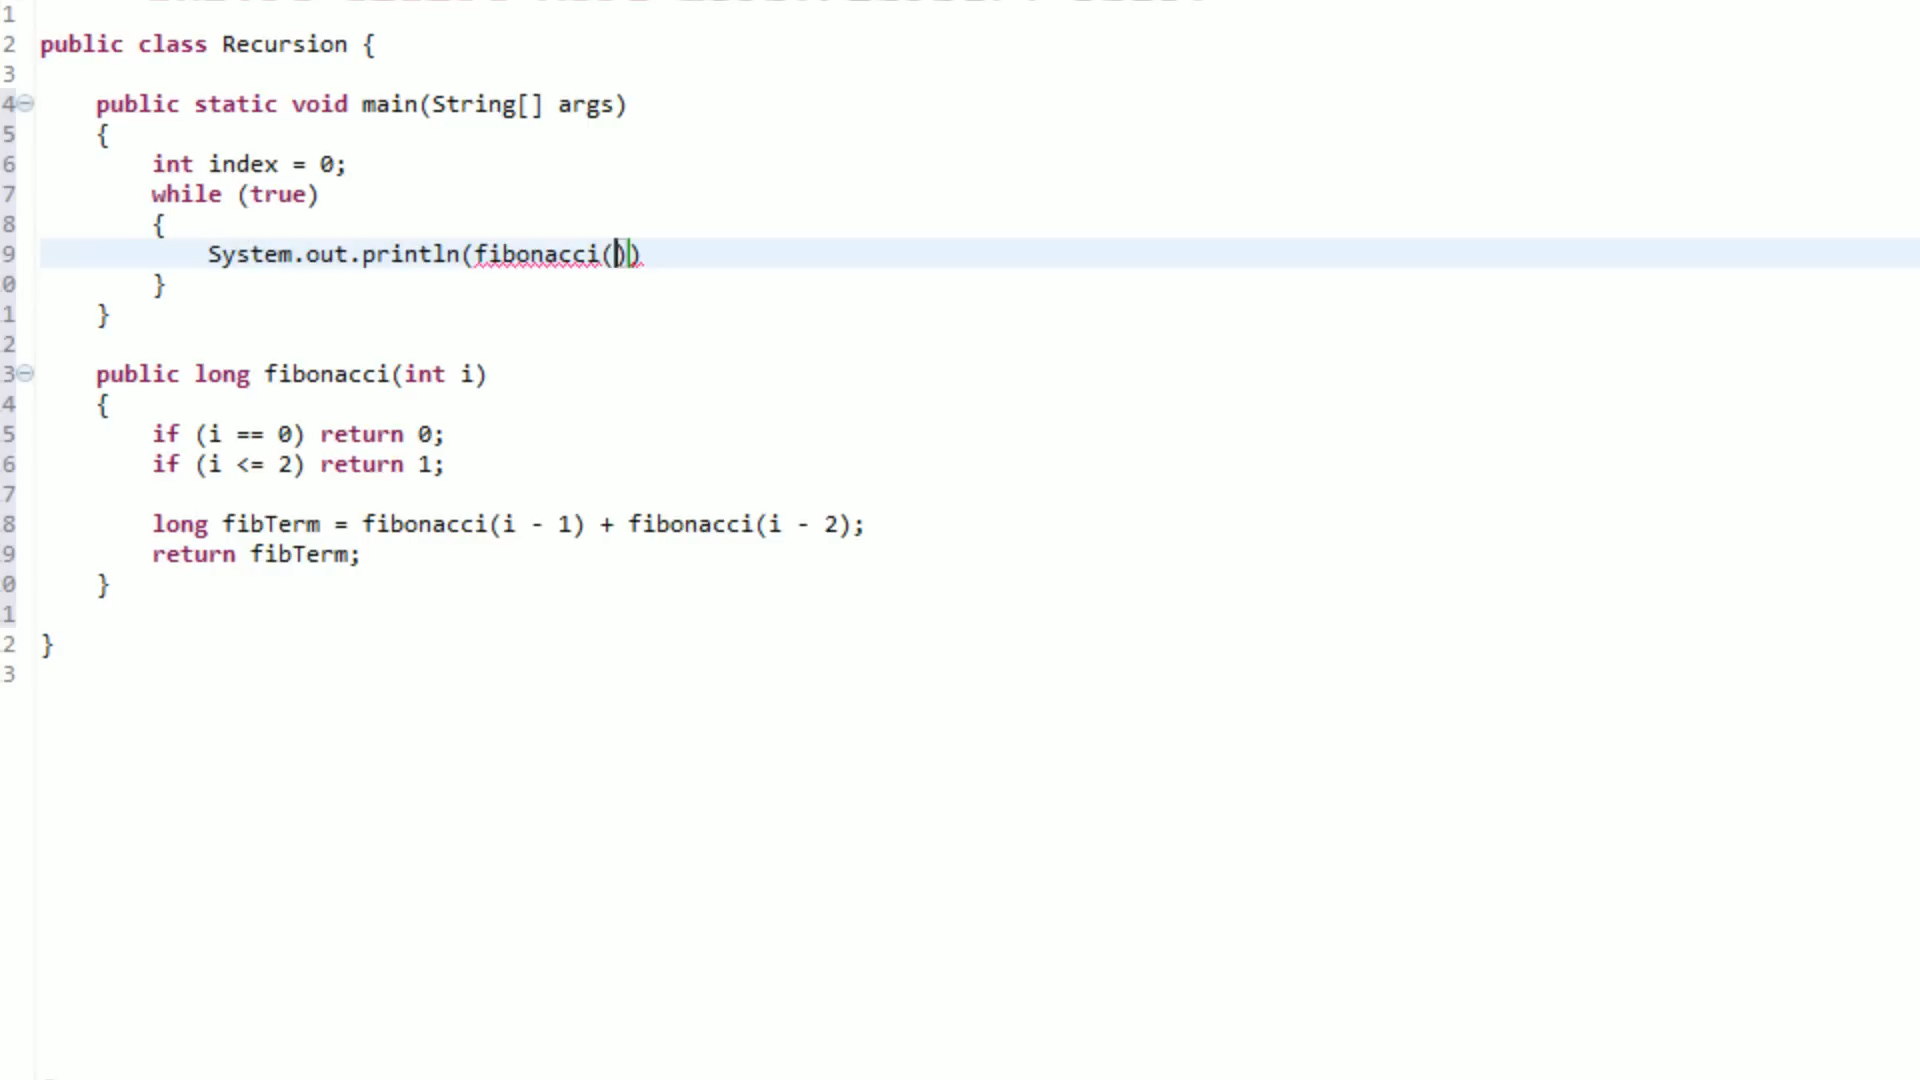 1
2 public class Recursion {
3
4 public static void main(String[] args)
5 {
6 int index = 0;
7 while (true)
8 {
9 System.out.println(fibonacci())
0 }
1 }
2
3 public long fibonacci(int i)
4 {
5 if (i == 0) return 0;
6 if (i <= 2) return 1;
7
8 long fibTerm = fibonacci(i - 1) + fibonacci(i - 2);
9 return fibTerm;
0 }
1
2 }
3